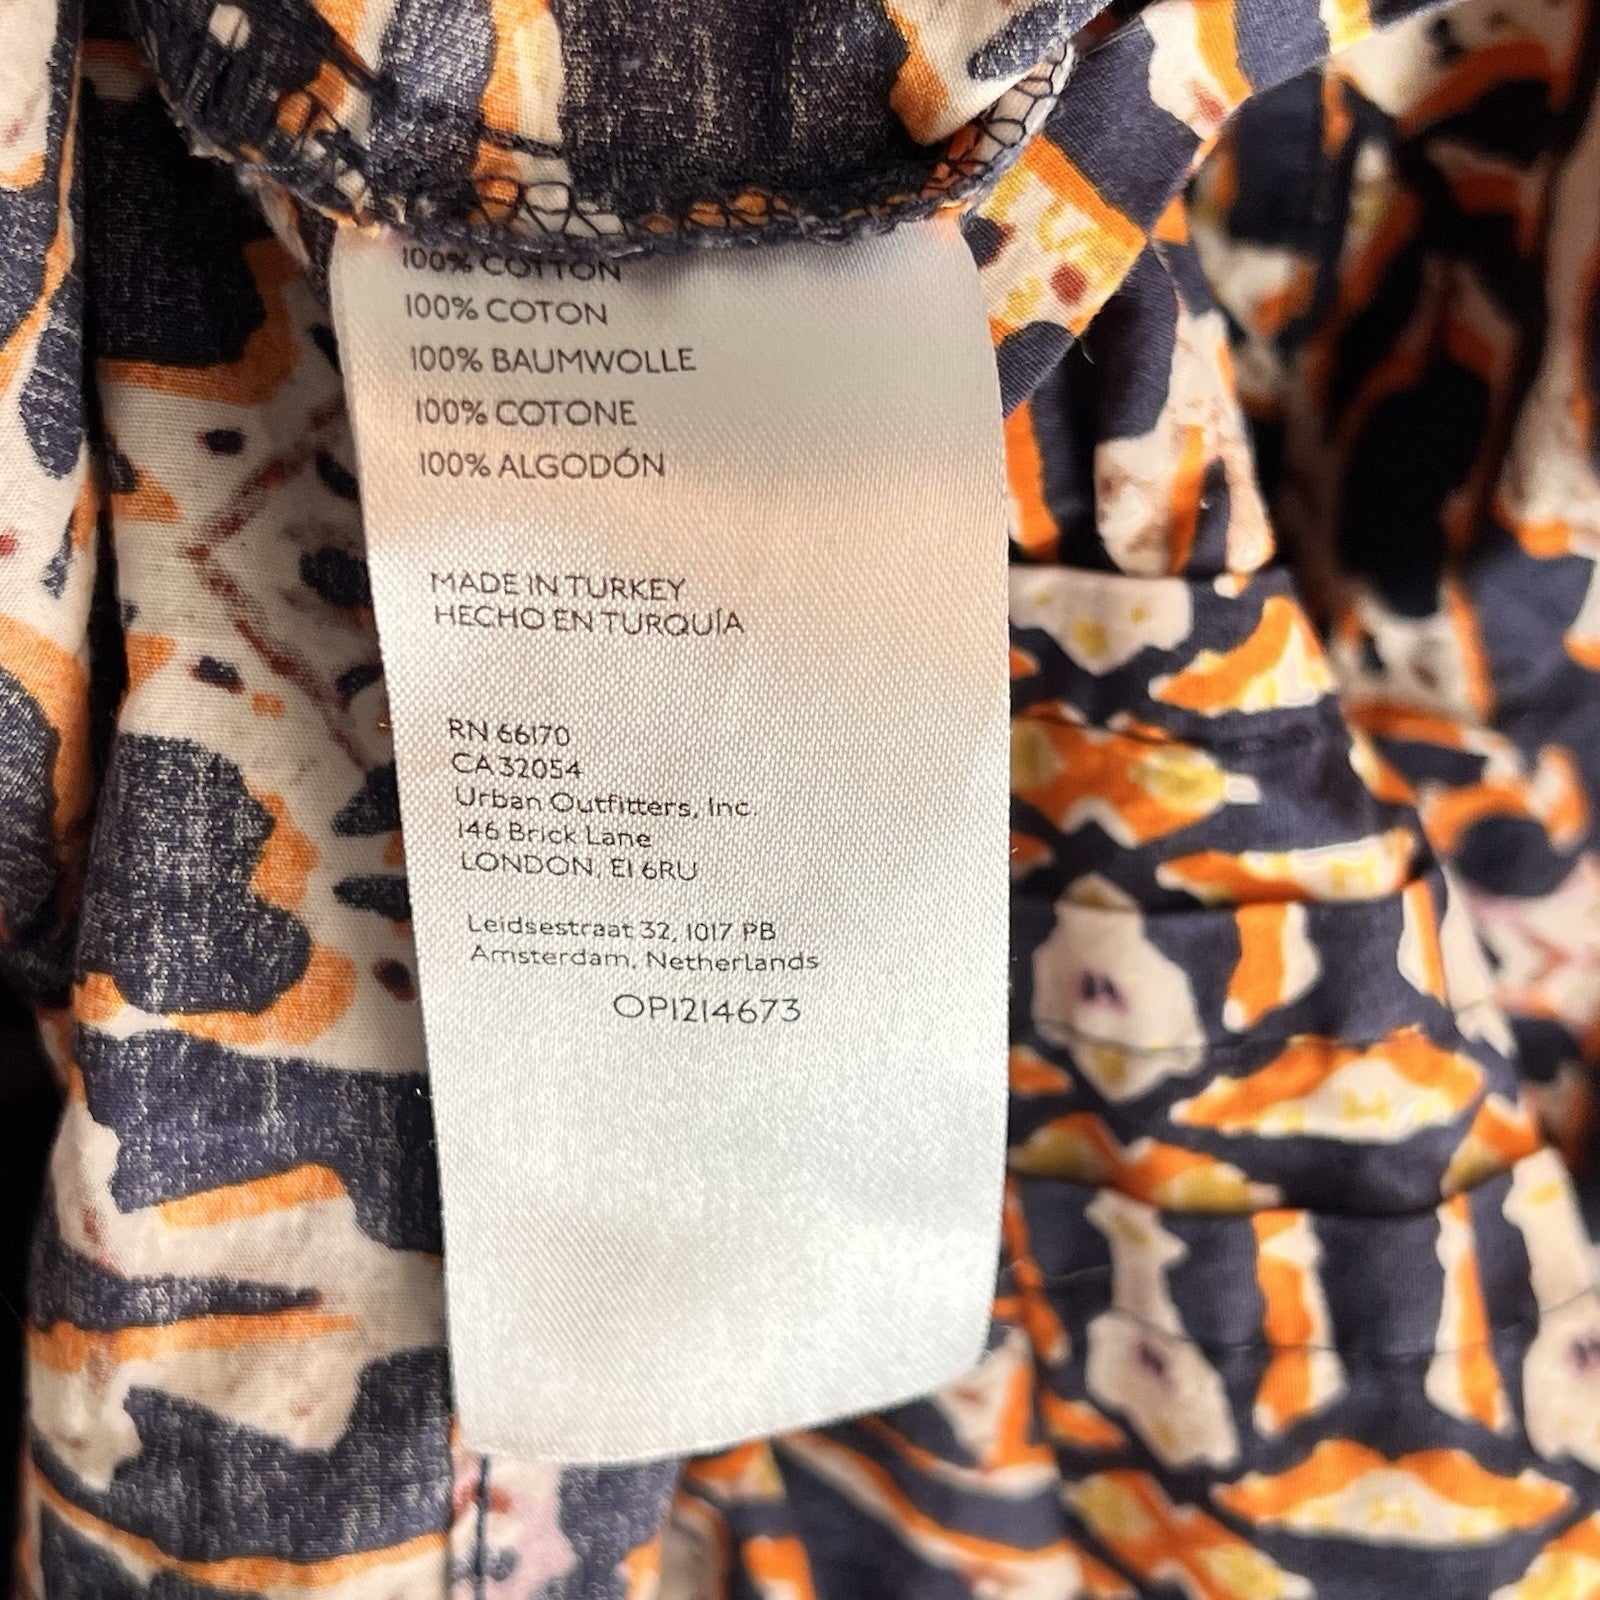 100% COTTON
100% COTON
100% BAUMWOLLE
100% COTONE
100% ALGODÓN
MADE IN TURKEY
HECHO EN TURQUÍA
RN 66170
CA 32054
Urban Outfitters, Inc.
146 Brick Lane
LONDON, E1 6RU
Leidsestraat 32, 1017 PB
Amsterdam, Netherlands
OP1214673